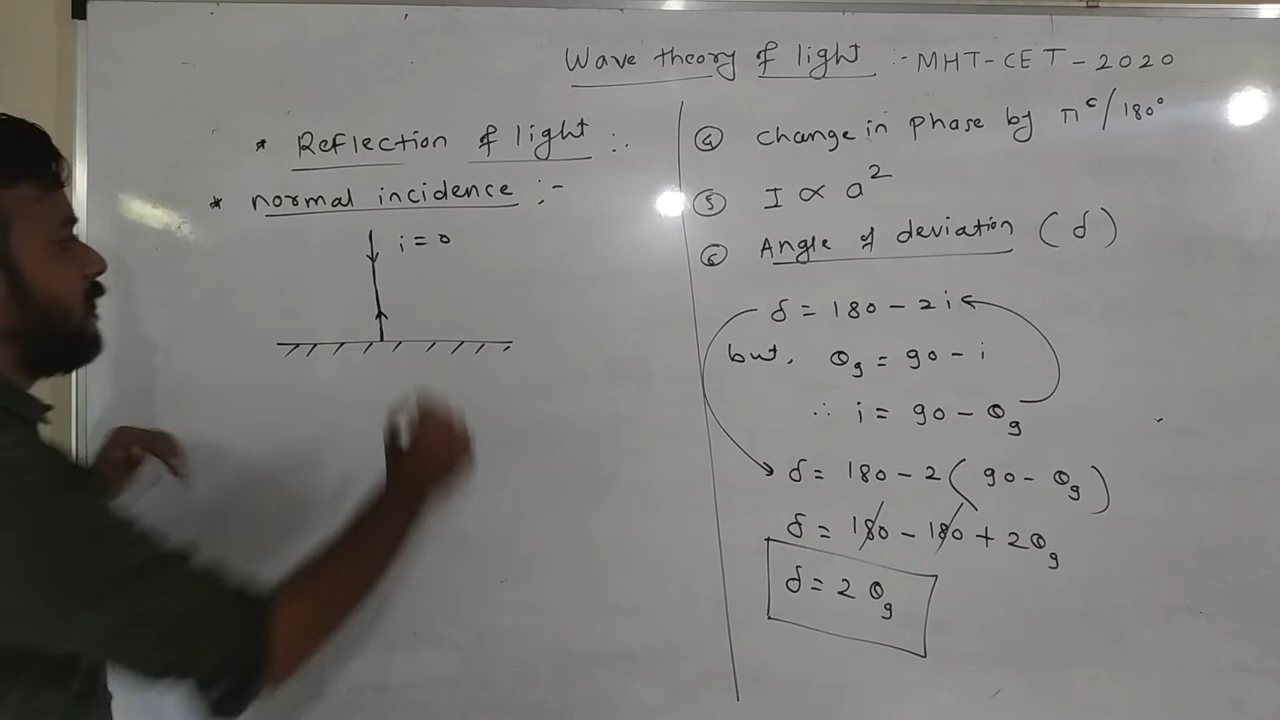 Wave theory of light :- MHT-CET-2020
* Reflection of light :.
* normal incidence :-
i = 0
④ change in phase by πᶜ/180°
⑤ I ∝ a²
⑥ Angle of deviation (δ)
δ = 180 - 2i
but, θg = 90 - i
∴ i = 90 - θg
δ = 180 - 2(90 - θg)
δ = 180 - 180 + 2θg
δ = 2θg